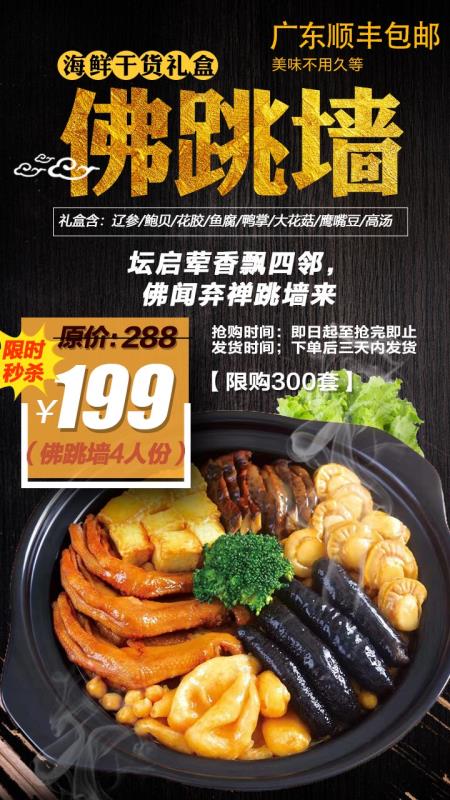 广东顺丰包邮
美味不用久等
海鲜干货礼盒
佛跳墙
礼盒含：辽参/鲍贝/花胶/鱼腐/鸭掌/大花菇/鹰嘴豆/高汤
坛启荤香飘四邻，
佛闻弃禅跳墙来
限时
秒杀
原价:288
¥199
（佛跳墙4人份）
抢购时间：即日起至抢完即止
发货时间；下单后三天内发货
【限购300套】